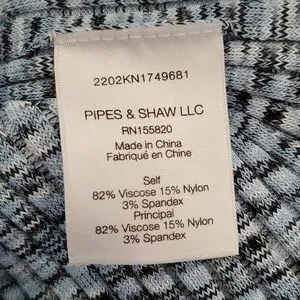 2202KN1749681
PIPES & SHAW LLC
RN155820
Made in China
Fabriqué en Chine
Self
82% Viscose 15% Nylon
3% Spandex
Principal
82% Viscose 15% Nylon
3% Spandex